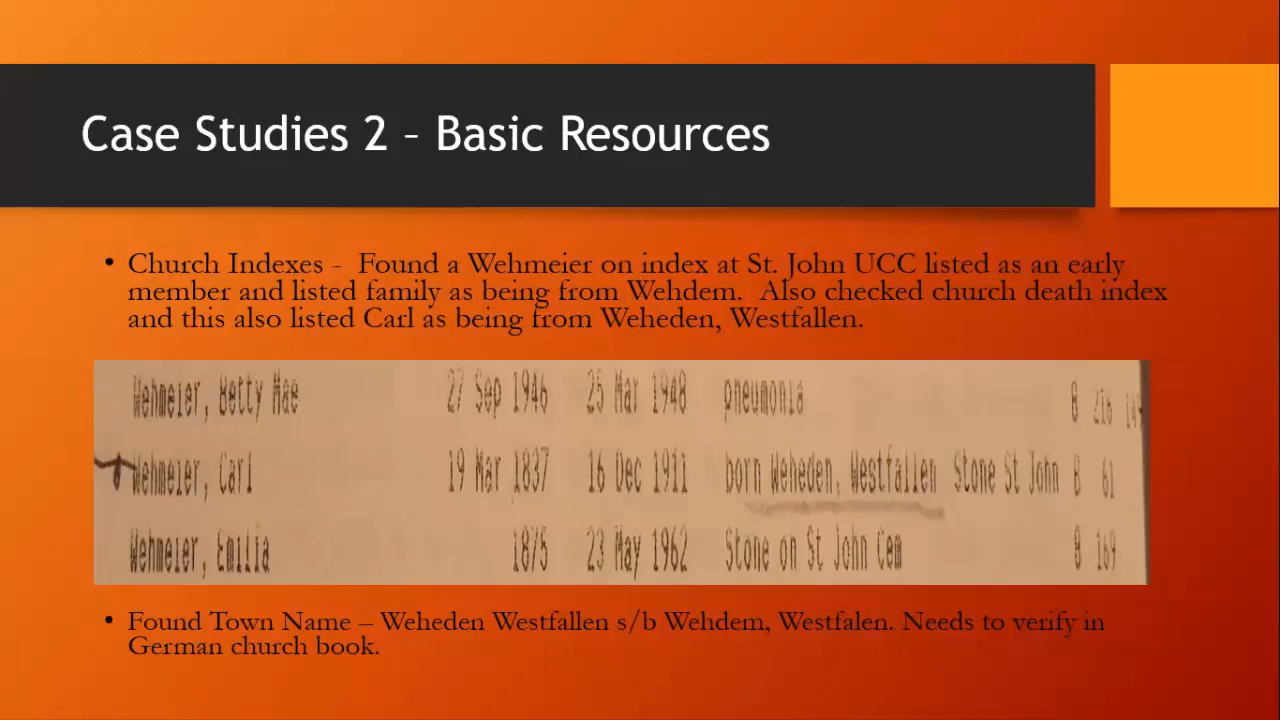 Case Studies 2 – Basic Resources
• Church Indexes - Found a Wehmeier on index at St. John UCC listed as an early
member and listed family as being from Wehdem. Also checked church death index
and this also listed Carl as being from Weheden, Westfallen.
Wehmeier, Betty Mae 27 Sep 1946 25 Mar 1948 pneumonia 8 216
Wehmeier, Carl 19 Mar 1837 16 Dec 1911 born Weheden, Westfallen Stone St John 8 61
Wehmeier, Emilia 1875 23 May 1962 Stone on St John Cem 8 169
• Found Town Name – Weheden Westfallen s/b Wehdem, Westfalen. Needs to verify in
German church book.